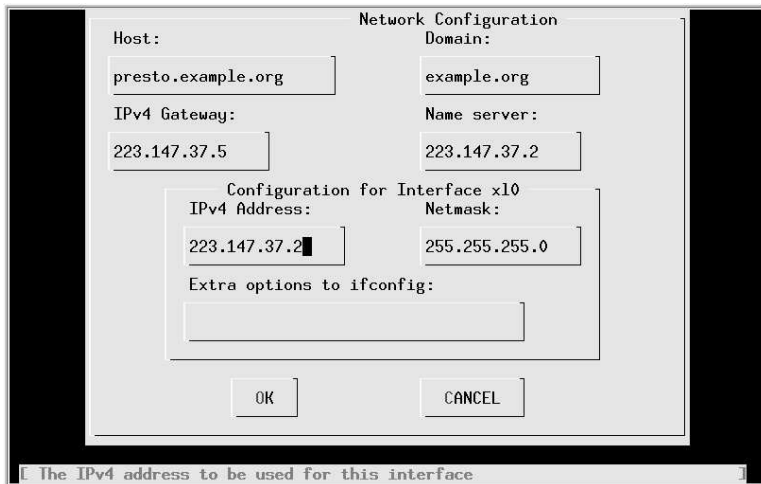 Network Configuration
Host: Domain:
presto.example.org example.org
IPv4 Gateway: Name server:
223.147.37.5 223.147.37.2
Configuration for Interface xl0
IPv4 Address: Netmask:
223.147.37.2 255.255.255.0
Extra options to ifconfig:
OK CANCEL
[ The IPv4 address to be used for this interface ]